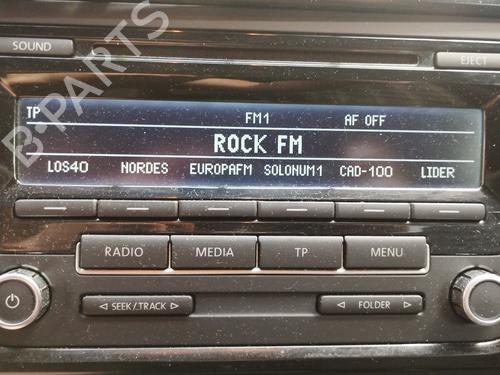 B-PARTS
SOUND
EJECT
TP FM1 AF OFF
ROCK FM
LOS40 NORDES EUROPAFM SOLONUM1 CAD-100 LIDER
RADIO MEDIA TP MENU
SEEK/TRACK FOLDER